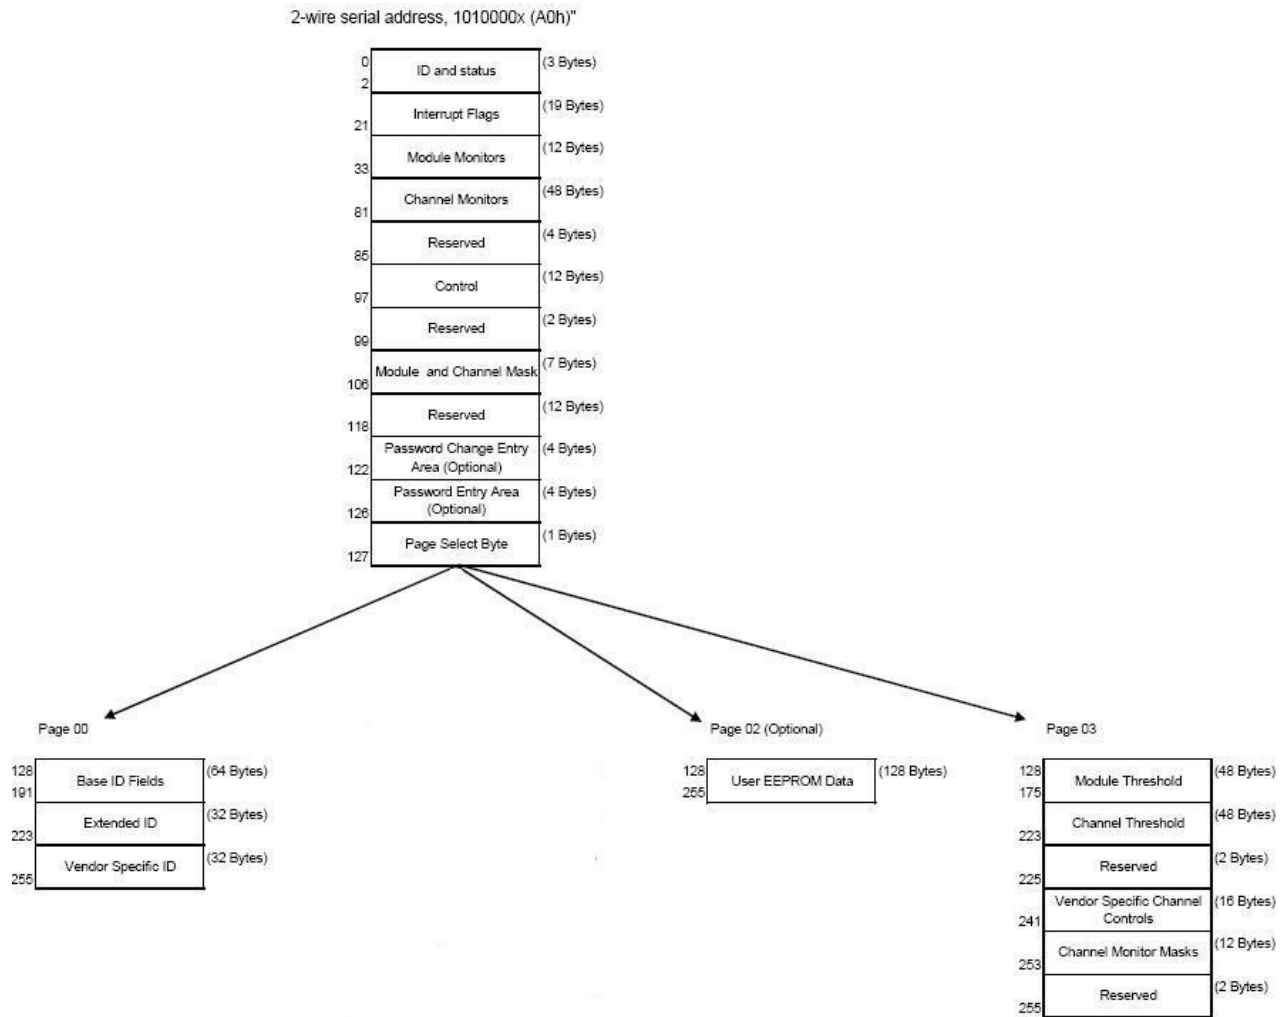 2-wire serial address, 1010000x (A0h)"
0
2
ID and status
(3 Bytes)
21
Interrupt Flags
(19 Bytes)
33
Module Monitors
(12 Bytes)
81
Channel Monitors
(48 Bytes)
85
Reserved
(4 Bytes)
97
Control
(12 Bytes)
99
Reserved
(2 Bytes)
106
Module and Channel Mask
(7 Bytes)
118
Reserved
(12 Bytes)
122
Password Change Entry
Area (Optional)
(4 Bytes)
126
Password Entry Area
(Optional)
(4 Bytes)
127
Page Select Byte
(1 Bytes)
Page 00
128
191
Base ID Fields
(64 Bytes)
223
Extended ID
(32 Bytes)
255
Vendor Specific ID
(32 Bytes)
Page 02 (Optional)
128
255
User EEPROM Data
(128 Bytes)
Page 03
128
175
Module Threshold
(48 Bytes)
223
Channel Threshold
(48 Bytes)
225
Reserved
(2 Bytes)
241
Vendor Specific Channel
Controls
(16 Bytes)
253
Channel Monitor Masks
(12 Bytes)
255
Reserved
(2 Bytes)